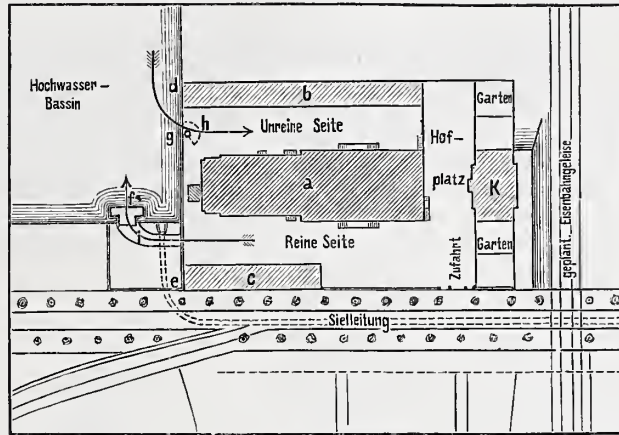 Hochwasser-
Bassin
d
b
Garten
h
Unreine Seite
g
Hof-
a
platz
K
f
Reine Seite
i
Zufahrt
Garten
e
c
Sielleitung
geplant. Eisenbahngeleise